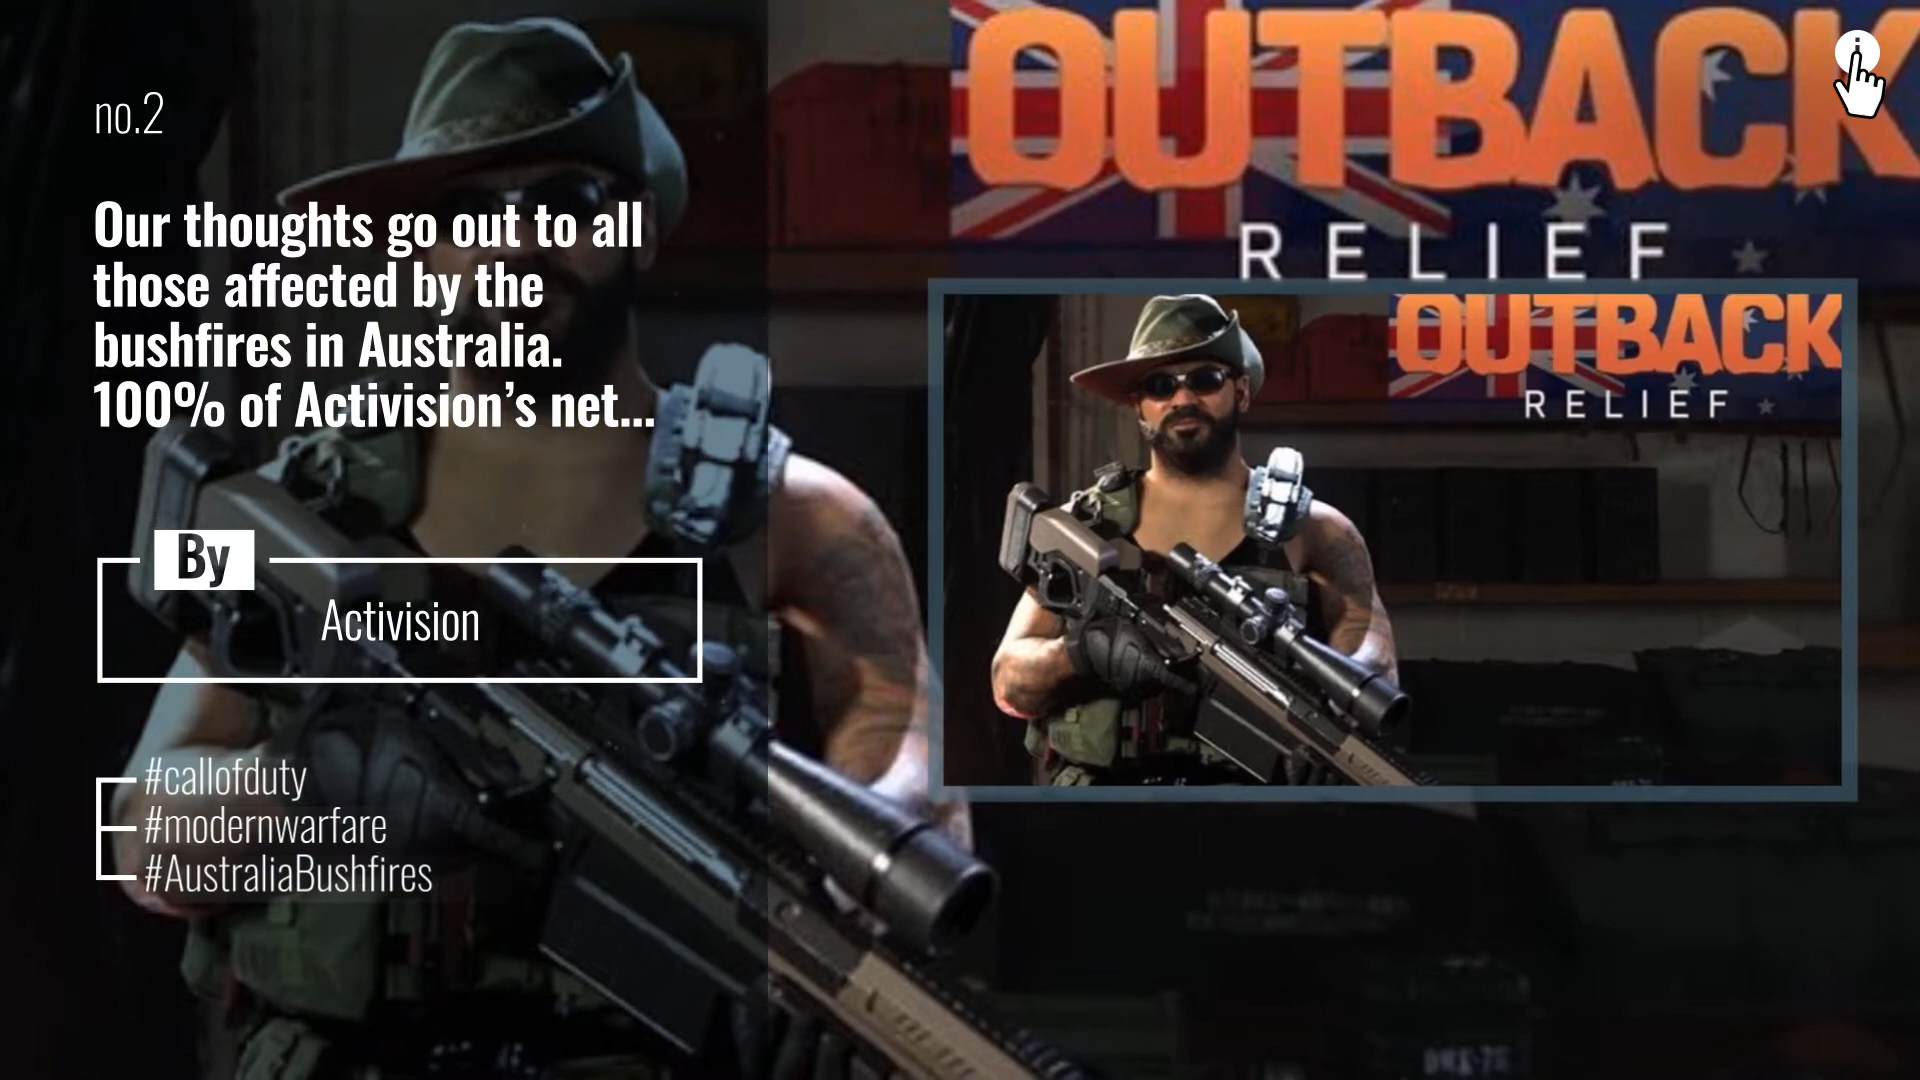 no.2
Our thoughts go out to all
those affected by the
bushfires in Australia.
100% of Activision’s net...
By
Activision
#callofduty
#modernwarfare
#AustraliaBushfires
OUTBACK
RELIEF
OUTBACK
RELIEF